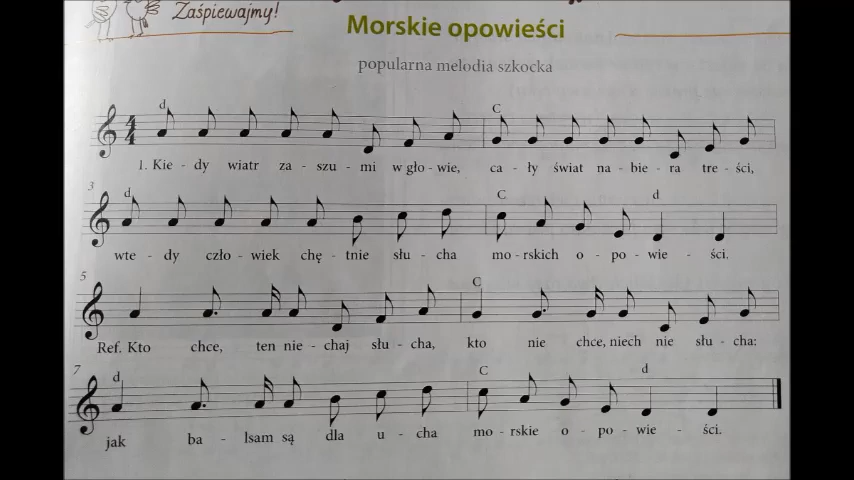 Zaśpiewajmy!
Morskie opowieści
popularna melodia szkocka
d C
1. Kie - dy wiatr za - szu - mi w gło - wie, ca - ły świat na - bie - ra tre - ści,
3
d C d
wte - dy czło - wiek chę - tnie słu - cha mo - rskich o - po - wie - ści.
5
C
Ref. Kto chce, ten nie - chaj słu - cha, kto nie chce, niech nie słu - cha:
7
d C d
jak ba - lsam są dla u - cha mo - rskie o - po - wie - ści.